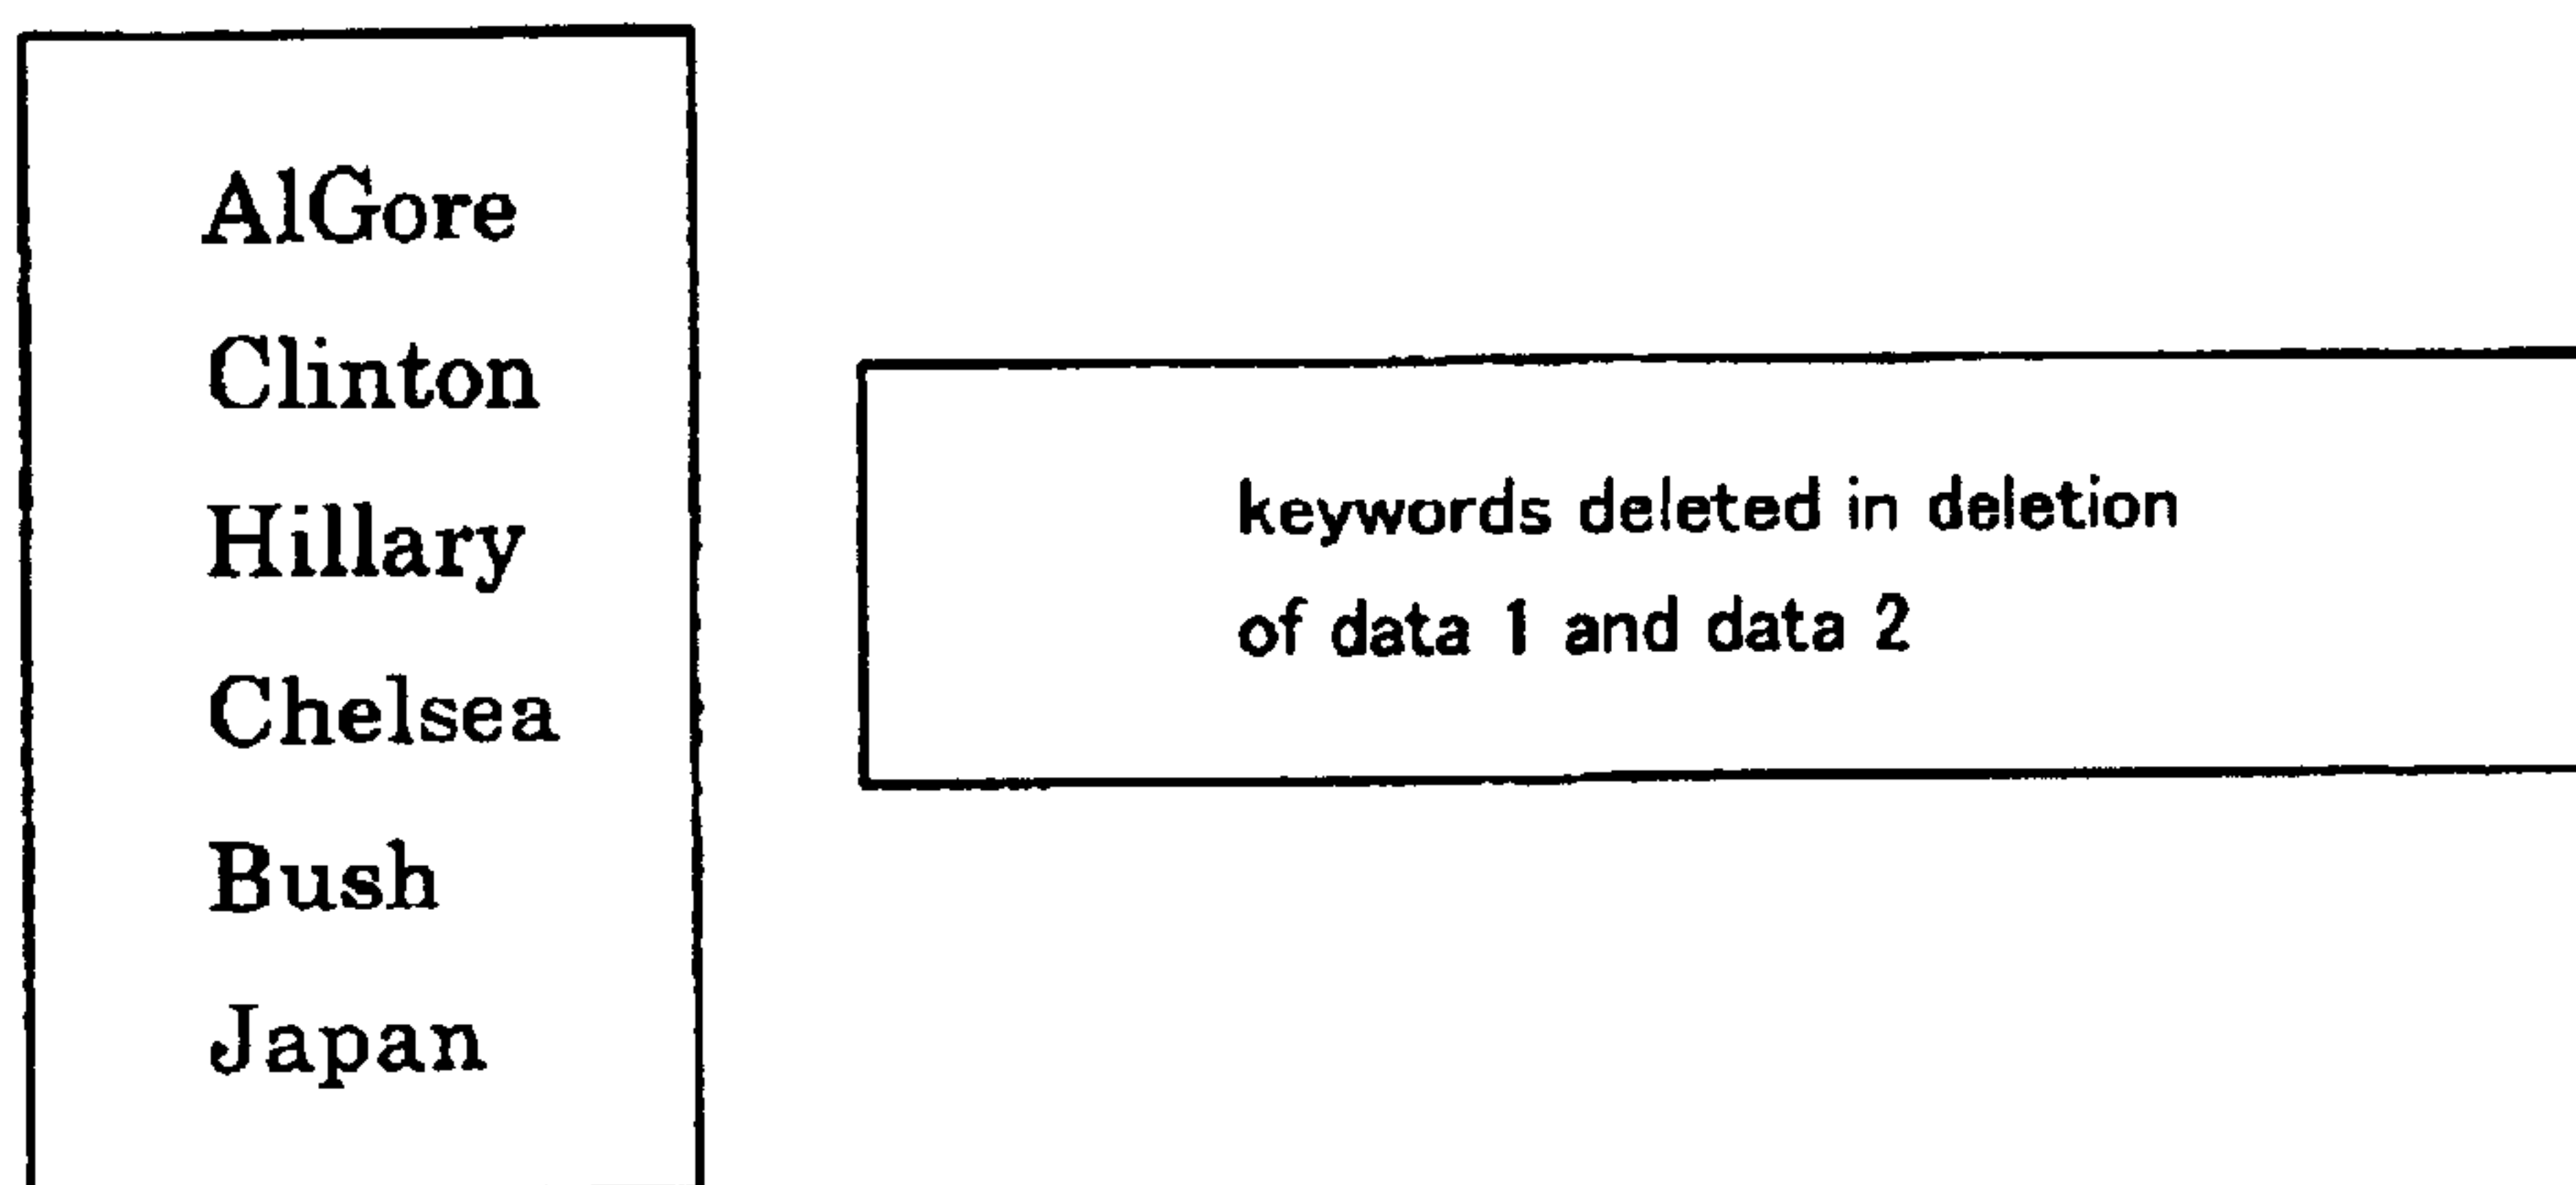 AlGore
Clinton
Hillary
Chelsea
Bush
Japan
keywords deleted in deletion
of data 1 and data 2